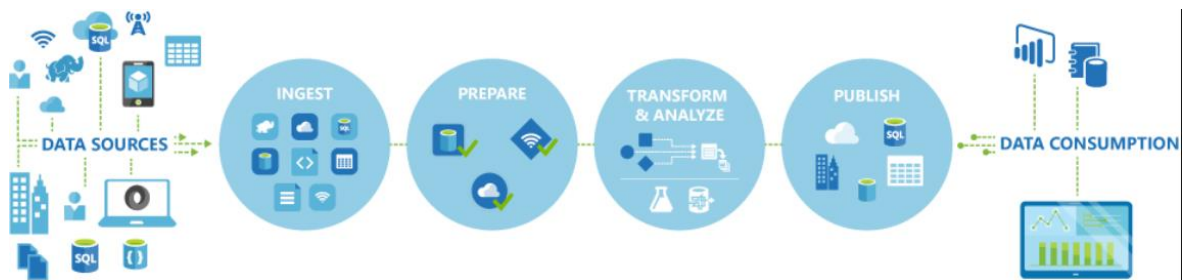 SQL
DATA SOURCES
SQL
INGEST
SQL
PREPARE
TRANSFORM
& ANALYZE
PUBLISH
SQL
DATA CONSUMPTION